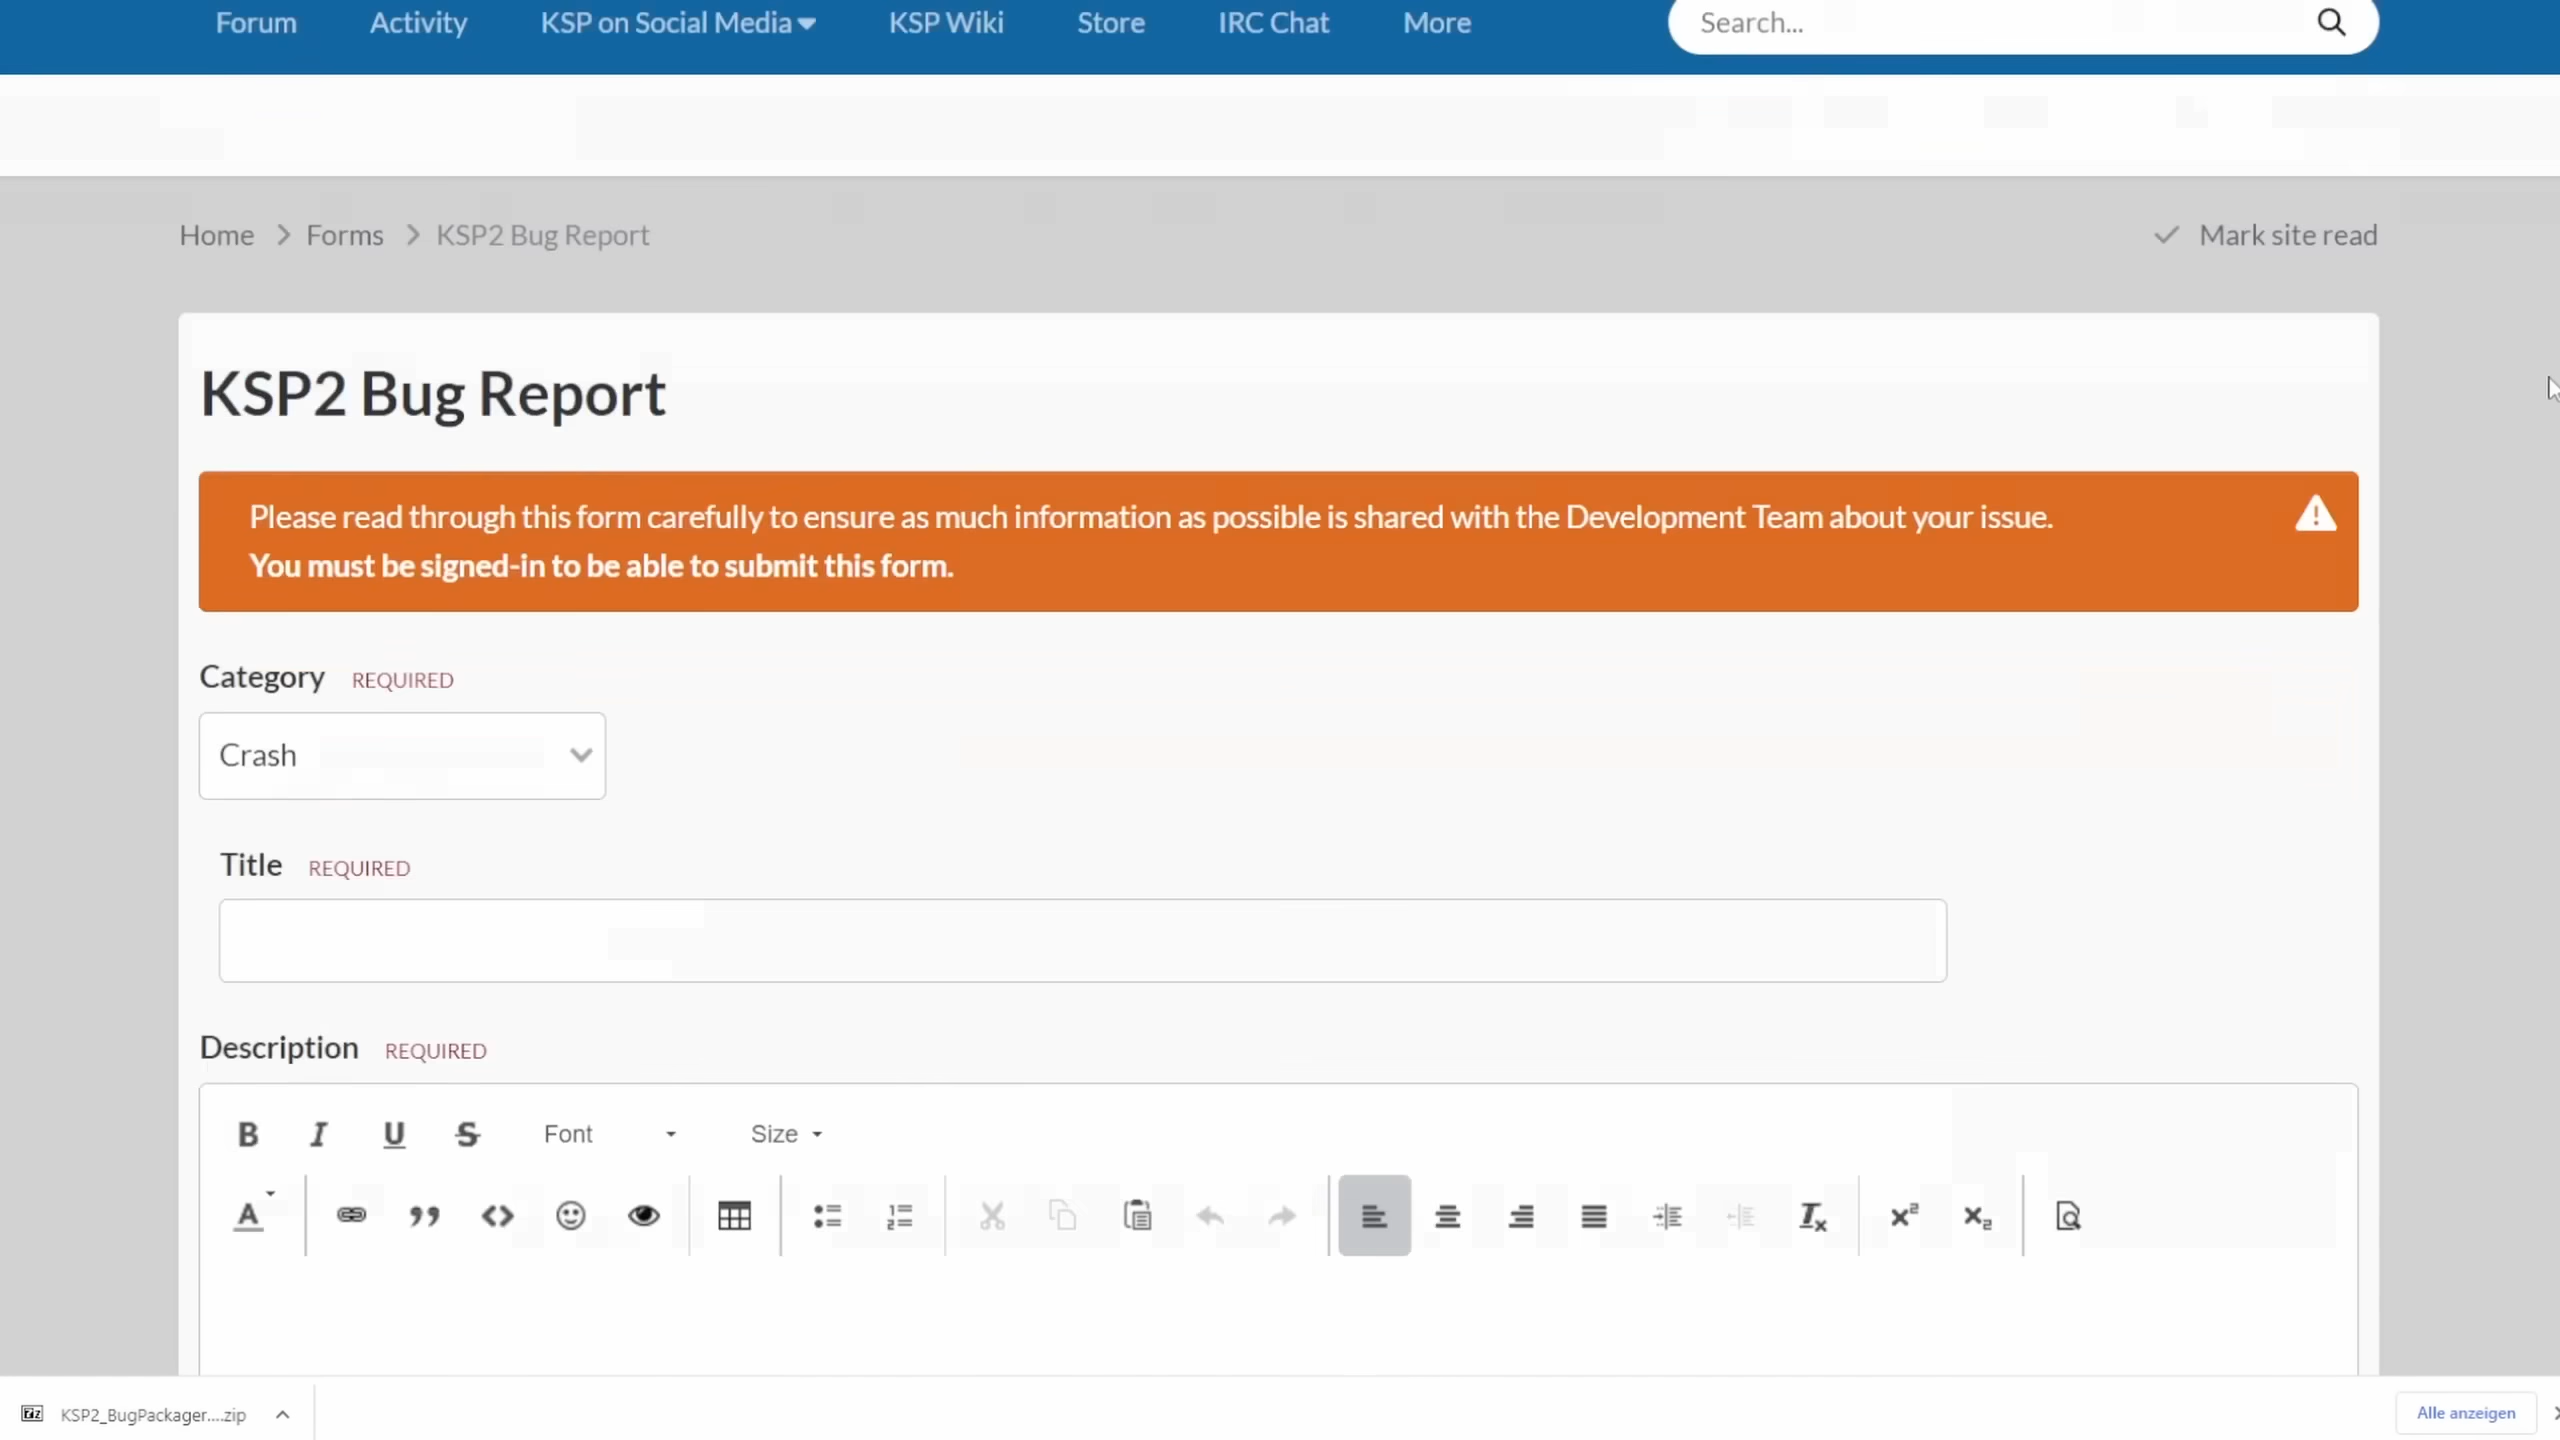 Forum Activity KSP on Social Media KSP Wiki Store IRC Chat More Search...
Home Forms KSP2 Bug Report Mark site read
KSP2 Bug Report
Please read through this form carefully to ensure as much information as possible is shared with the Development Team about your issue.
You must be signed-in to be able to submit this form.
Category REQUIRED
Crash
Title REQUIRED
Description REQUIRED
B I U S Font Size
KSP2_BugPackager....zip Alle anzeigen